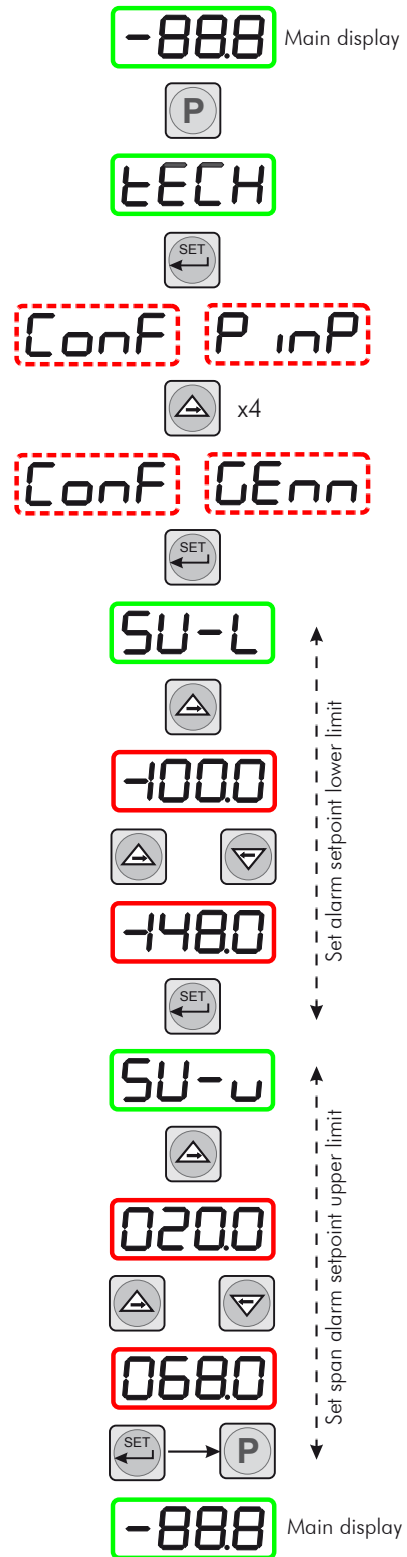 -88.8 Main display
P
tECH
SET
ConF P inP
x4
ConF GEnn
SET
SU-L
-100.0
-148.0
SET
Set alarm setpoint lower limit
SU-u
020.0
068.0
SET P
Set span alarm setpoint upper limit
-88.8 Main display